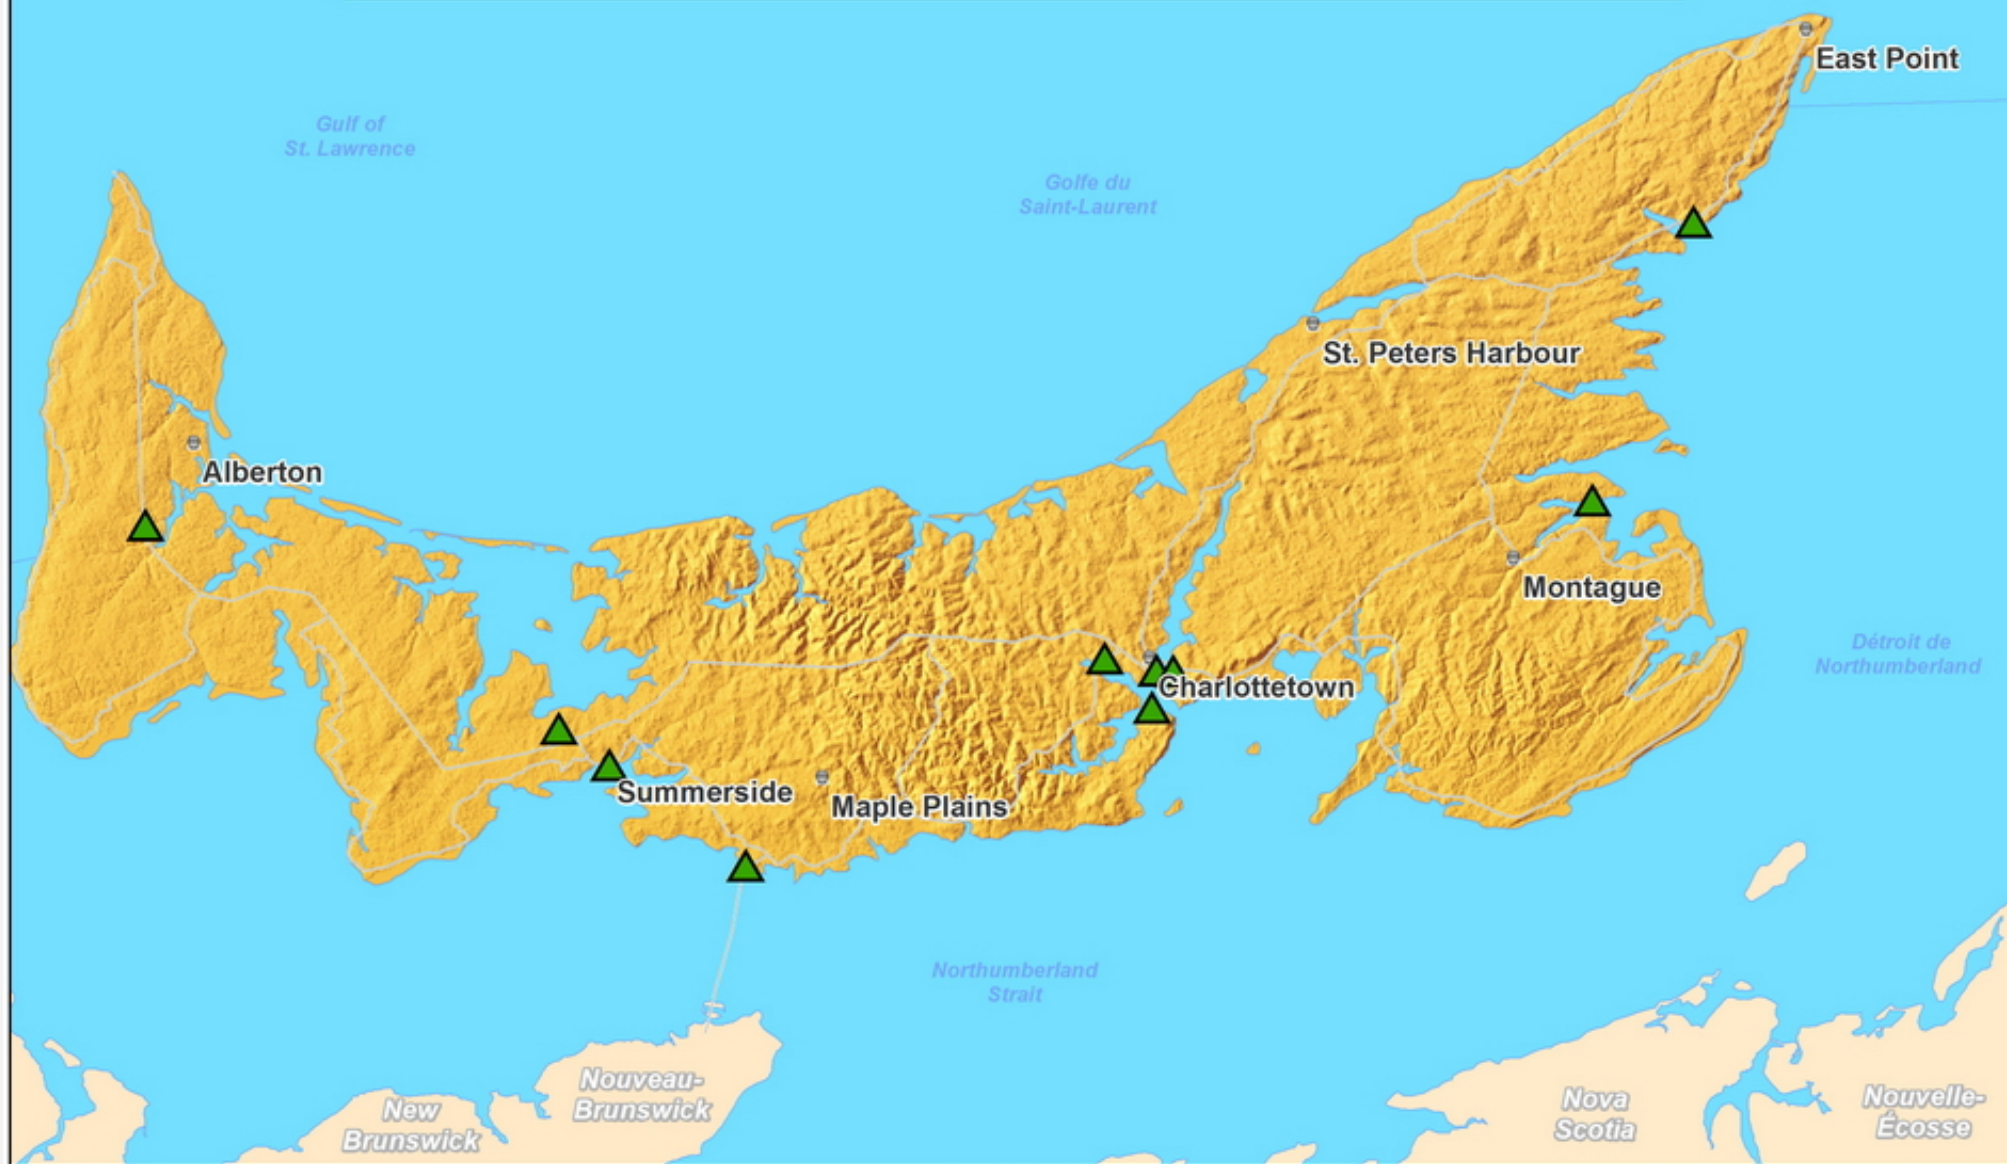 East Point
Gulf of
St. Lawrence
Golfe du
Saint-Laurent
St. Peters Harbour
Alberton
Montague
Détroit de
Northumberland
Charlottetown
Summerside
Maple Plains
Northumberland
Strait
Nouveau-
Brunswick
New
Brunswick
Nova
Scotia
Nouvelle-
Écosse